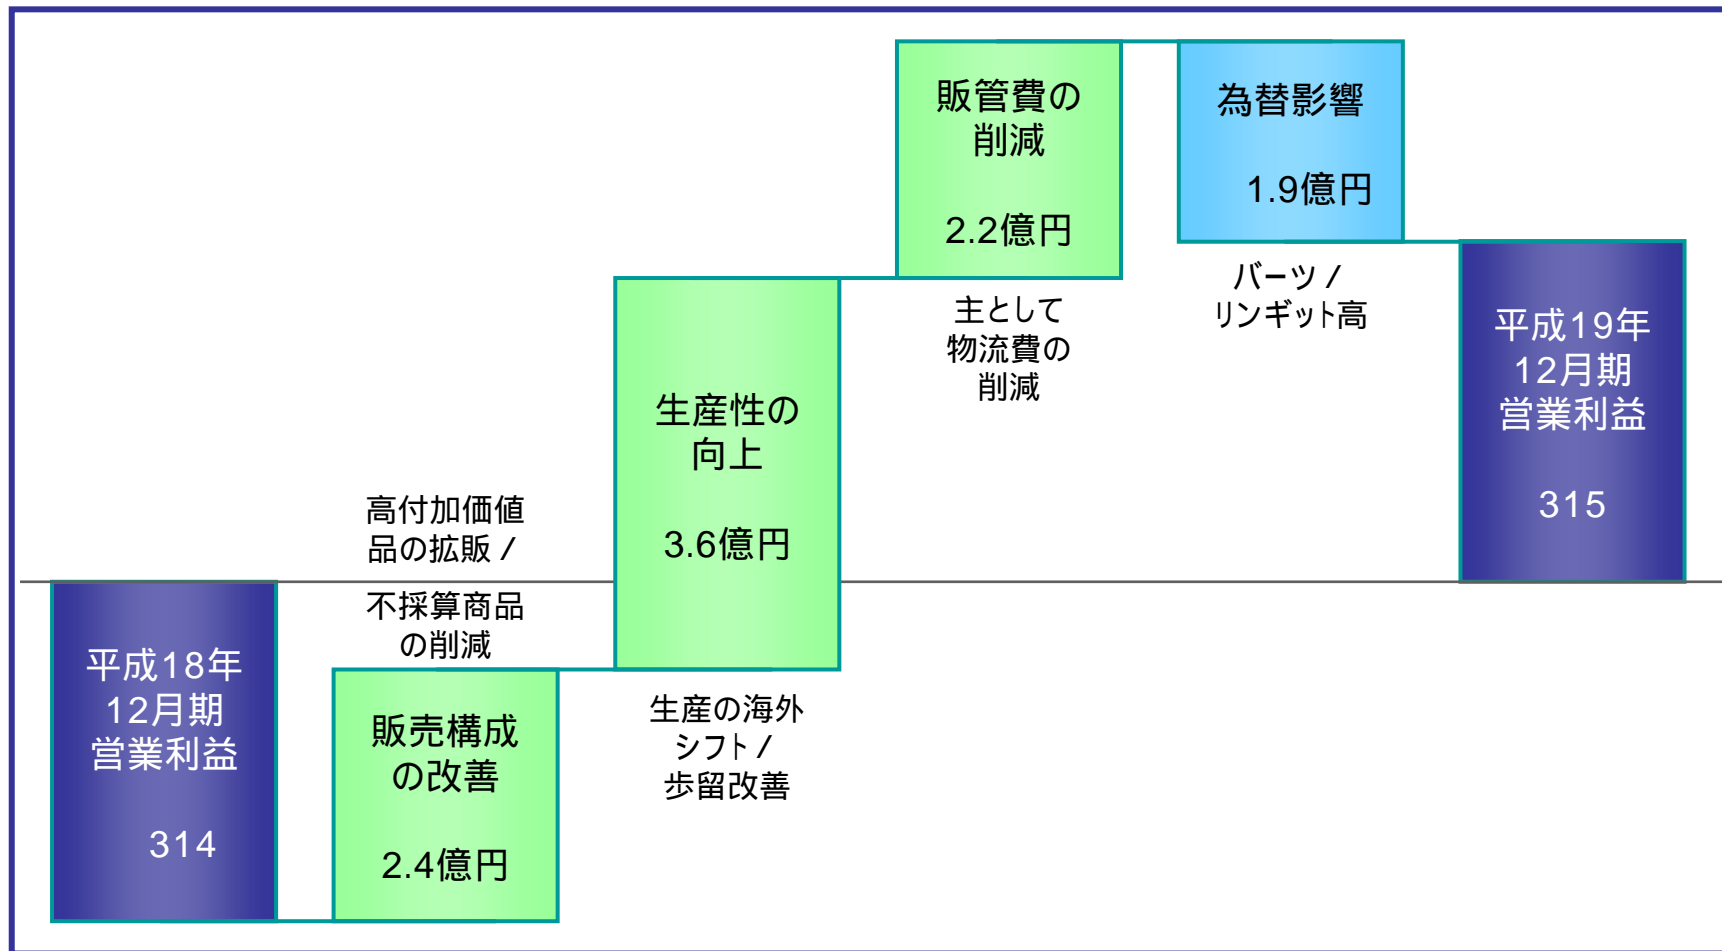 平成18年
12月期
営業利益
314
高付加価値
品の拡販／
不採算商品
の削減
販売構成
の改善
2.4億円
生産性の
向上
3.6億円
生産の海外
シフト／
歩留改善
販管費の
削減
2.2億円
主として
物流費の
削減
為替影響
1.9億円
バーツ／
リンギット高
平成19年
12月期
営業利益
315